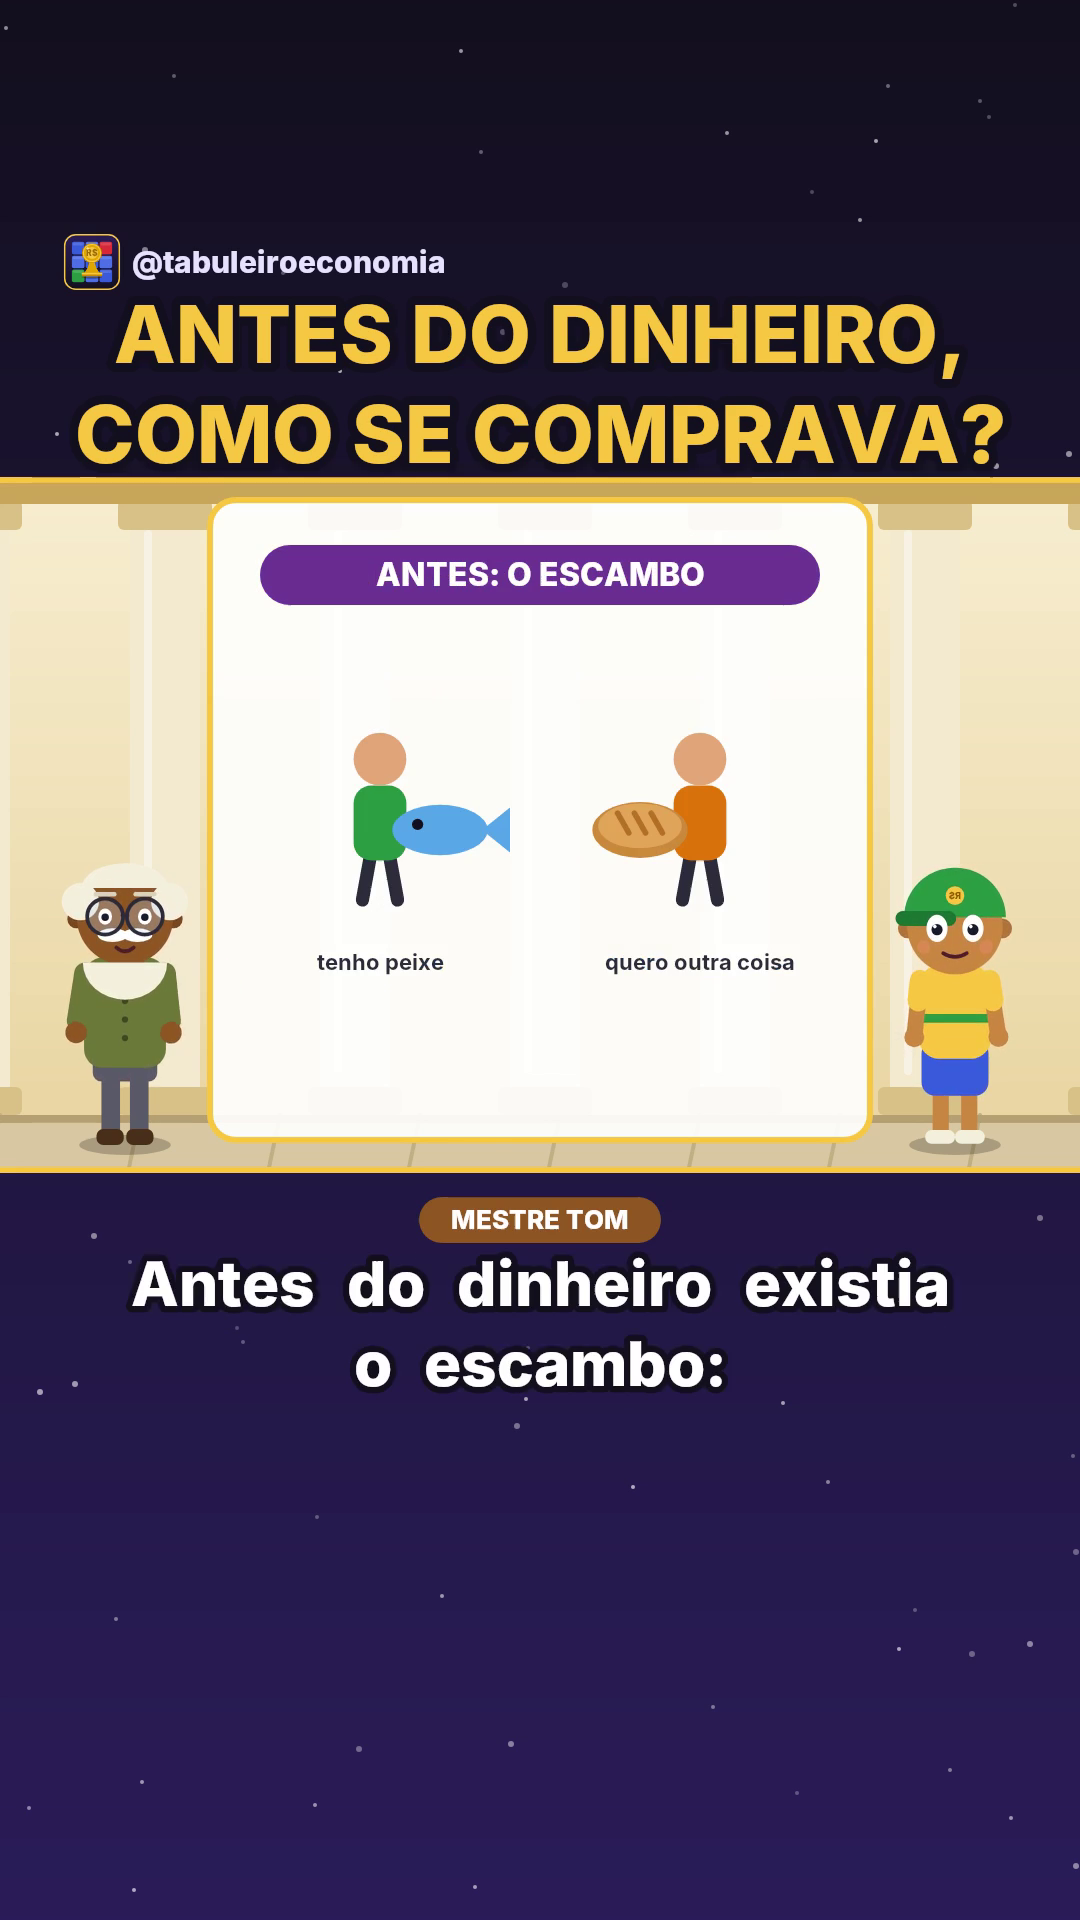 @tabuleiroeconomia
ANTES DO DINHEIRO,
COMO SE COMPRAVA?
ANTES: O ESCAMBO
tenho peixe
quero outra coisa
MESTRE TOM
Antes do dinheiro existia
o escambo: